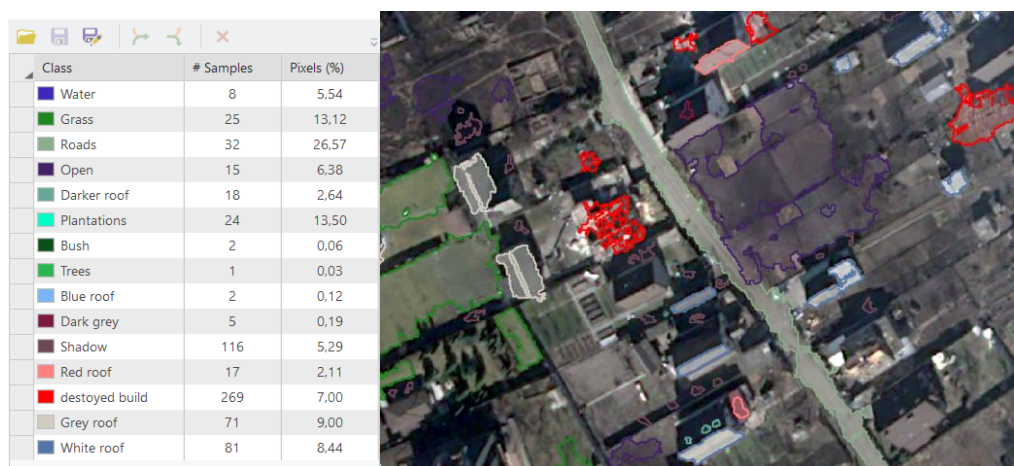 Class # Samples Pixels (%)
Water 8 5,54
Grass 25 13,12
Roads 32 26,57
Open 15 6,38
Darker roof 18 2,64
Plantations 24 13,50
Bush 2 0,06
Trees 1 0,03
Blue roof 2 0,12
Dark grey 5 0,19
Shadow 116 5,29
Red roof 17 2,11
destoyed build 269 7,00
Grey roof 71 9,00
White roof 81 8,44